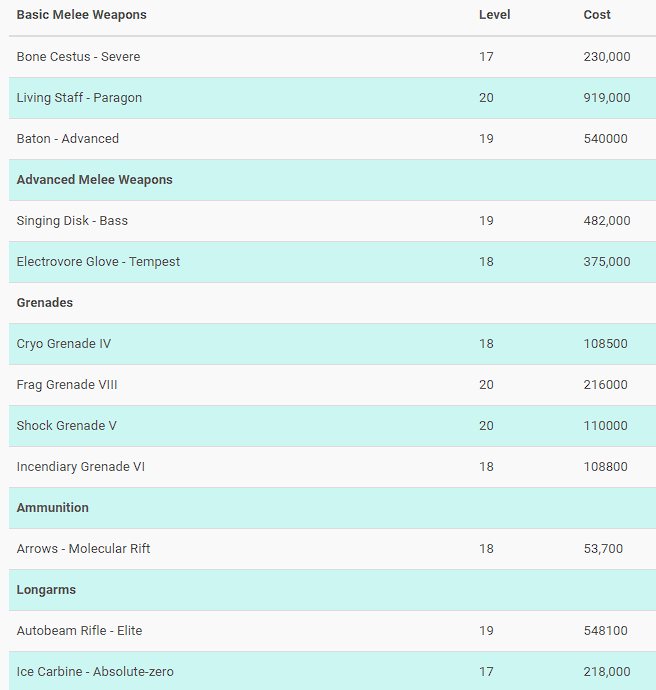 Basic Melee Weapons Level Cost
Bone Cestus - Severe 17 230,000
Living Staff - Paragon 20 919,000
Baton - Advanced 19 540000
Advanced Melee Weapons
Singing Disk - Bass 19 482,000
Electrovore Glove - Tempest 18 375,000
Grenades
Cryo Grenade IV 18 108500
Frag Grenade VIII 20 216000
Shock Grenade V 20 110000
Incendiary Grenade VI 18 108800
Ammunition
Arrows - Molecular Rift 18 53,700
Longarms
Autobeam Rifle - Elite 19 548100
Ice Carbine - Absolute-zero 17 218,000